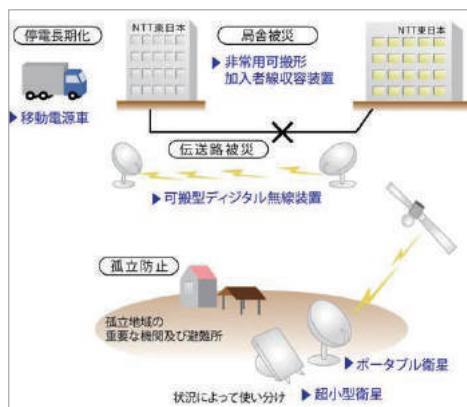 停電長期化
NTT東日本
局舎被災
NTT東日本
非常用可搬形
加入者線収容装置
移動電源車
伝送路被災
可搬型ディジタル無線装置
孤立防止
孤立地域の
重要な機関及び避難所
ポータブル衛星
超小型衛星
状況によって使い分け